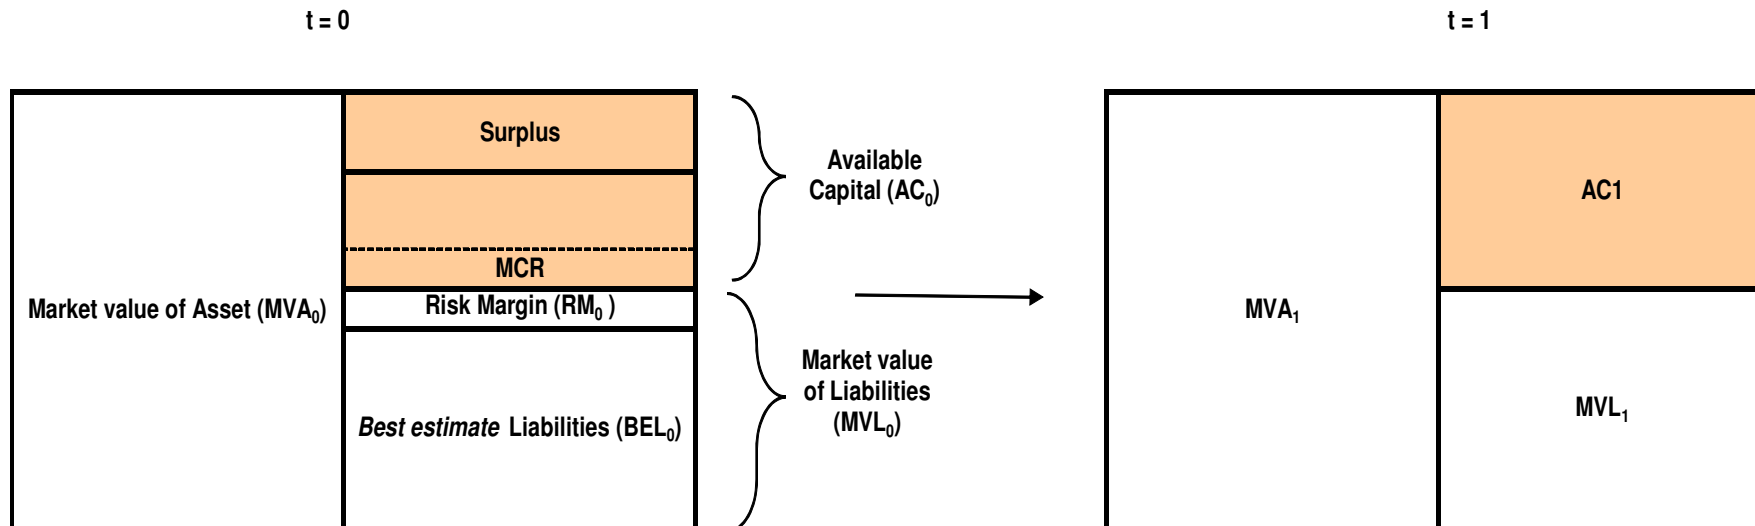 t = 0
t = 1
Surplus
Available
Capital (AC₀)
AC1
MCR
Market value of Asset (MVA₀)
Risk Margin (RM₀ )
MVA₁
Market value
of Liabilities
(MVL₀)
Best estimate Liabilities (BEL₀)
MVL₁